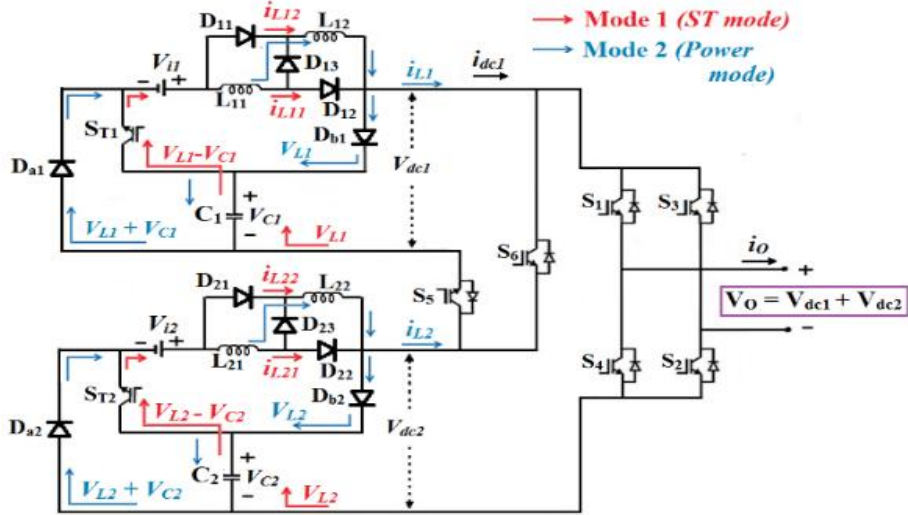 D11
iL12
L12
Mode 1 (ST mode)
Mode 2 (Power mode)
Vi1
− +
D13
L11
iL11
D12
iL1
idc1
ST1
Db1
Da1
VL1-VC1
VL1
Vdc1
VL1 + VC1
C1
+
VC1
−
VL1
S1
S3
S6
iO
+
VO = Vdc1 + Vdc2
−
D21
iL22
L22
S5
Vi2
− +
D23
L21
iL21
D22
iL2
S4
S2
ST2
Db2
Da2
VL2 - VC2
VL2
Vdc2
VL2 + VC2
C2
+
VC2
−
VL2